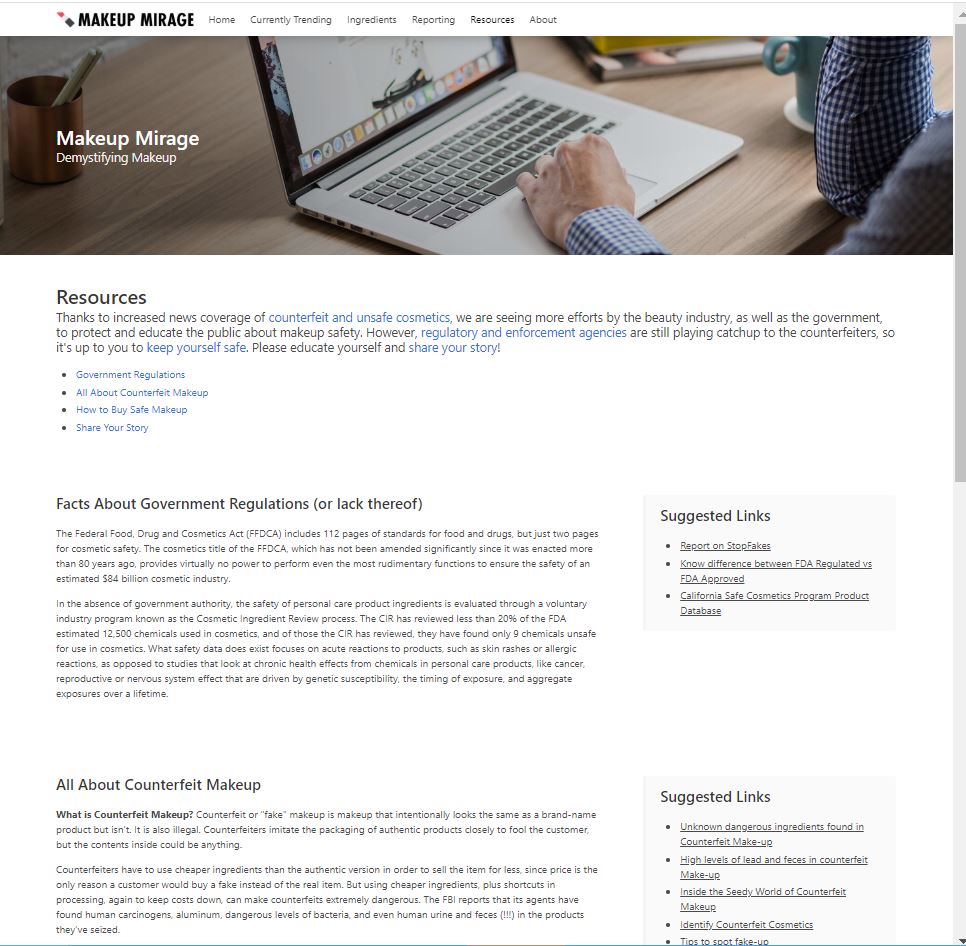 MAKEUP MIRAGE Home Currently Trending Ingredients Reporting Resources About
Makeup Mirage
Demystifying Makeup
Resources
Thanks to increased news coverage of counterfeit and unsafe cosmetics, we are seeing more efforts by the beauty industry, as well as the government,
to protect and educate the public about makeup safety. However, regulatory and enforcement agencies are still playing catchup to the counterfeiters, so
it's up to you to keep yourself safe. Please educate yourself and share your story!
Government Regulations
All About Counterfeit Makeup
How to Buy Safe Makeup
Share Your Story
Facts About Government Regulations (or lack thereof)
The Federal Food, Drug and Cosmetics Act (FFDCA) includes 112 pages of standards for food and drugs, but just two pages
for cosmetic safety. The cosmetics title of the FFDCA, which has not been amended significantly since it was enacted more
than 80 years ago, provides virtually no power to perform even the most rudimentary functions to ensure the safety of an
estimated $84 billion cosmetic industry.
In the absence of government authority, the safety of personal care product ingredients is evaluated through a voluntary
industry program known as the Cosmetic Ingredient Review process. The CIR has reviewed less than 20% of the FDA
estimated 12,500 chemicals used in cosmetics, and of those the CIR has reviewed, they have found only 9 chemicals unsafe
for use in cosmetics. What safety data does exist focuses on acute reactions to products, such as skin rashes or allergic
reactions, as opposed to studies that look at chronic health effects from chemicals in personal care products, like cancer,
reproductive or nervous system effect that are driven by genetic susceptibility, the timing of exposure, and aggregate
exposures over a lifetime.
Suggested Links
Report on StopFakes
Know difference between FDA Regulated vs
FDA Approved
California Safe Cosmetics Program Product
Database
All About Counterfeit Makeup
What is Counterfeit Makeup? Counterfeit or "fake" makeup is makeup that intentionally looks the same as a brand-name
product but isn't. It is also illegal. Counterfeiters imitate the packaging of authentic products closely to fool the customer,
but the contents inside could be anything.
Counterfeiters have to use cheaper ingredients than the authentic version in order to sell the item for less, since price is the
only reason a customer would buy a fake instead of the real item. But using cheaper ingredients, plus shortcuts in
processing, again to keep costs down, can make counterfeits extremely dangerous. The FBI reports that its agents have
found human carcinogens, aluminum, dangerous levels of bacteria, and even human urine and feces (!!!) in the products
they've seized.
Suggested Links
Unknown dangerous ingredients found in
Counterfeit Make-up
High levels of lead and feces in counterfeit
Make-up
Inside the Seedy World of Counterfeit
Makeup
Identify Counterfeit Cosmetics
Tips to spot fake-up